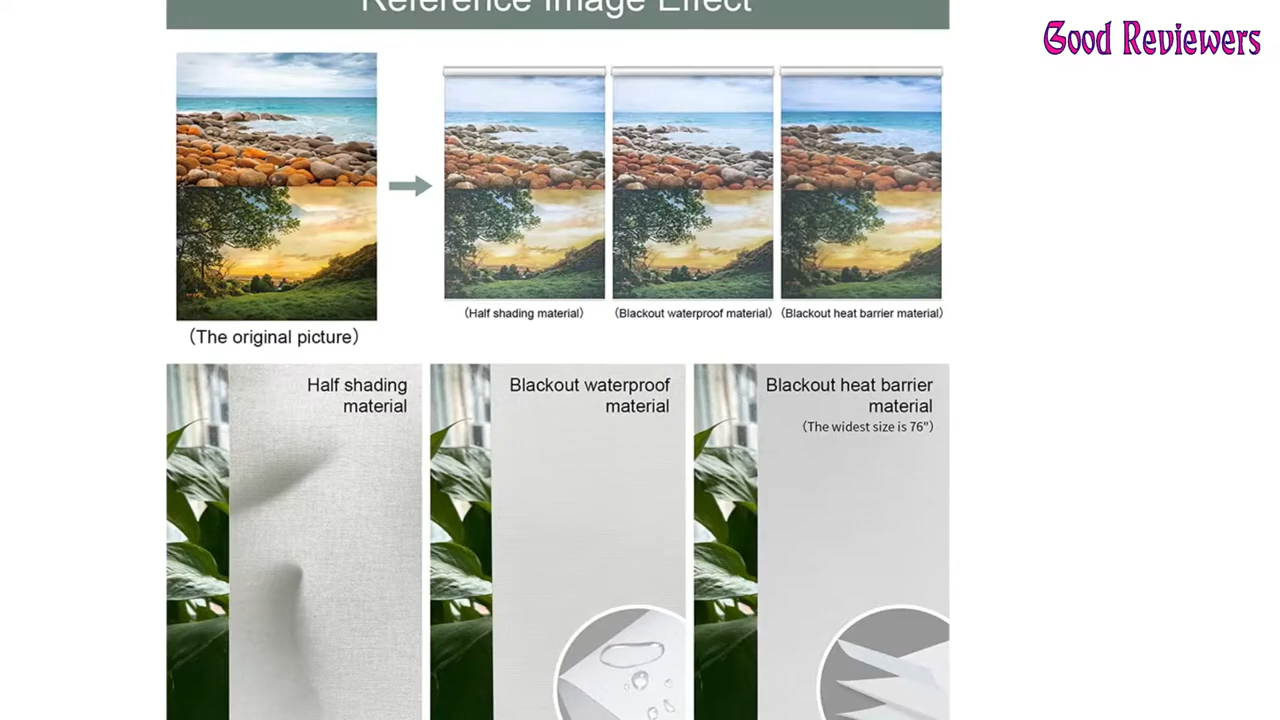 Reference Image Effect
Good Reviewers
(The original picture)
(Half shading material)
(Blackout waterproof material)
(Blackout heat barrier material)
Half shading
material
Blackout waterproof
material
Blackout heat barrier
material
(The widest size is 76")